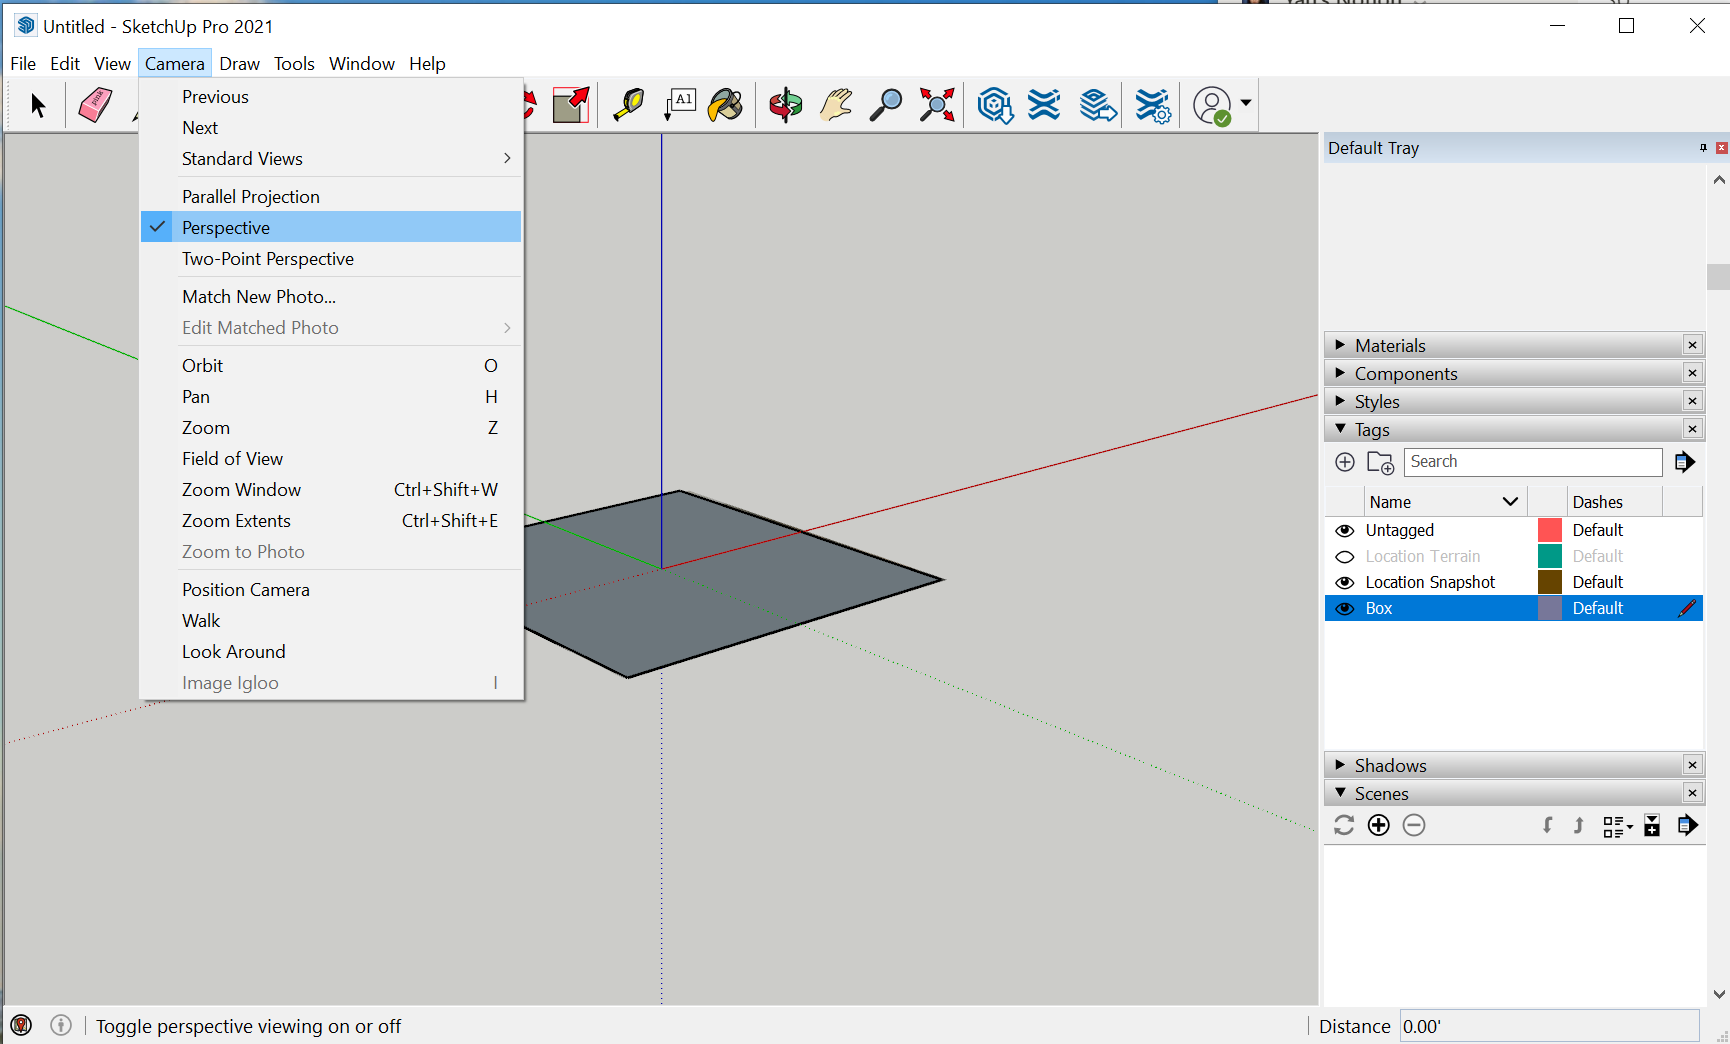 Untitled - SketchUp Pro 2021
File Edit View Camera Draw Tools Window Help
Previous
Next
Standard Views
Parallel Projection
Perspective
Two-Point Perspective
Match New Photo...
Edit Matched Photo
Orbit O
Pan H
Zoom Z
Field of View
Zoom Window Ctrl+Shift+W
Zoom Extents Ctrl+Shift+E
Zoom to Photo
Position Camera
Walk
Look Around
Image Igloo I
A1
Default Tray
Materials
Components
Styles
Tags
Search
Name Dashes
Untagged Default
Location Terrain Default
Location Snapshot Default
Box Default
Shadows
Scenes
Toggle perspective viewing on or off
Distance 0.00'